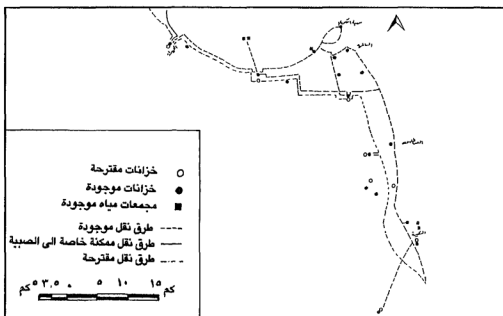 خزانات مقترحة
خزانات موجودة
مجمعات مياه موجودة
طرق نقل موجودة
طرق نقل ممكنة خاصة الى الصبية
طرق نقل مقترحة
كم ١٥ ١٠ ٥ ٠ ٣,٥ ٥ كم